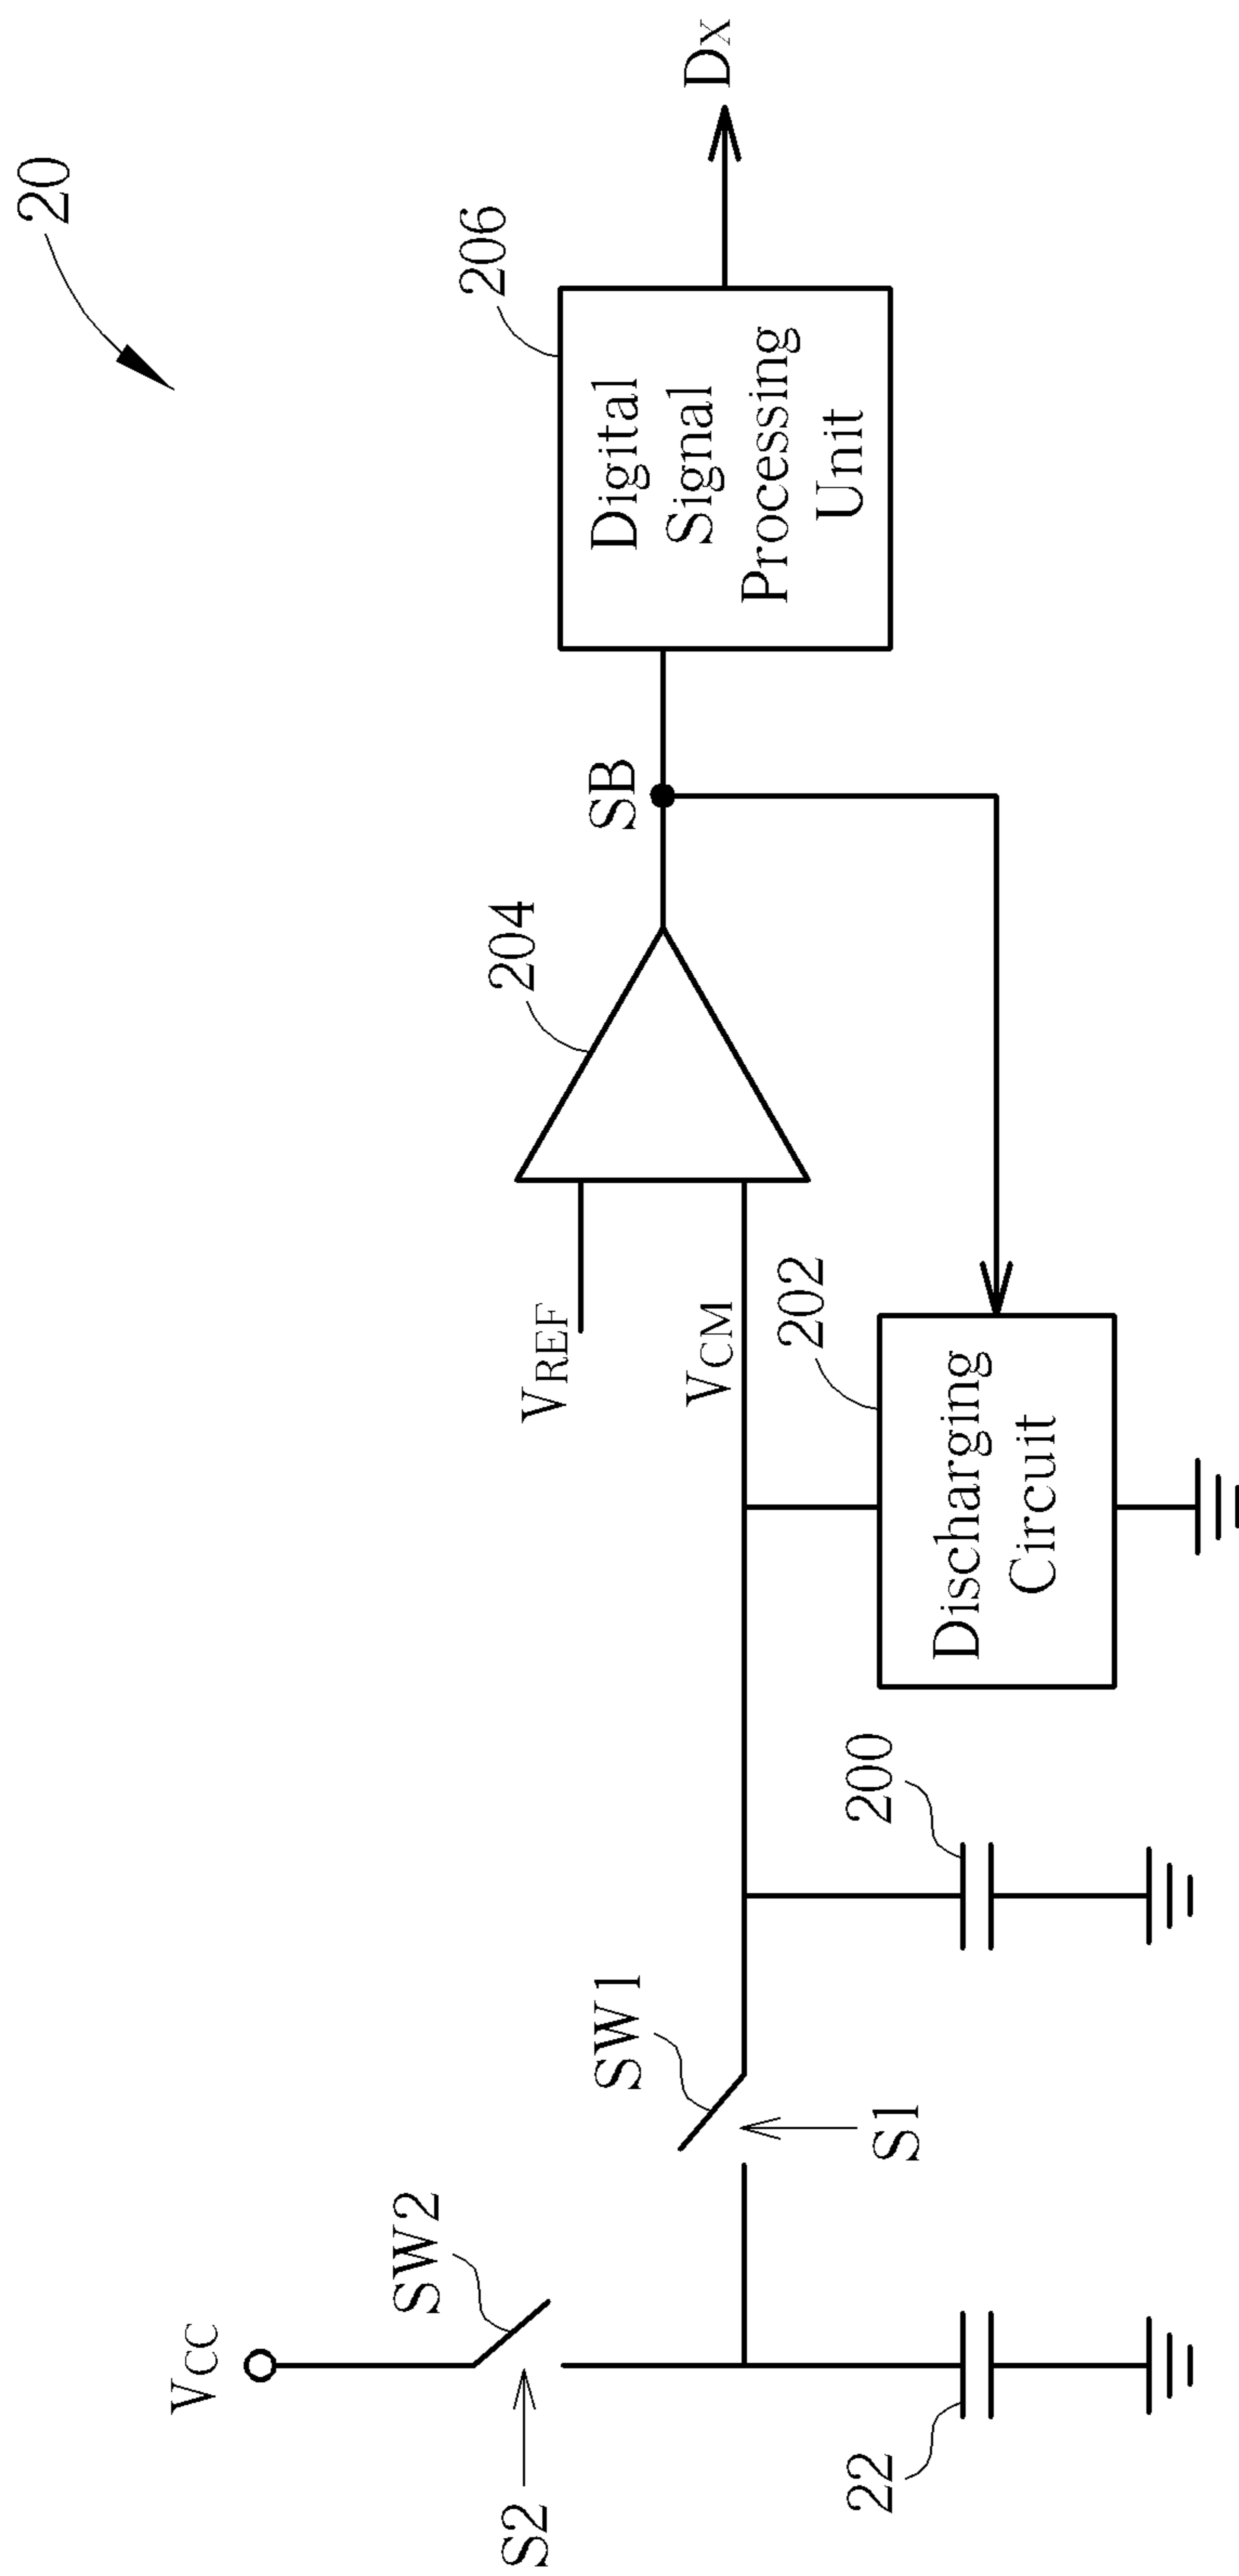 20
VCC
SW2
S2
22
SW1
S1
200
VREF
VCM
204
SB
202
Discharging
Circuit
206
Digital
Signal
Processing
Unit
DX